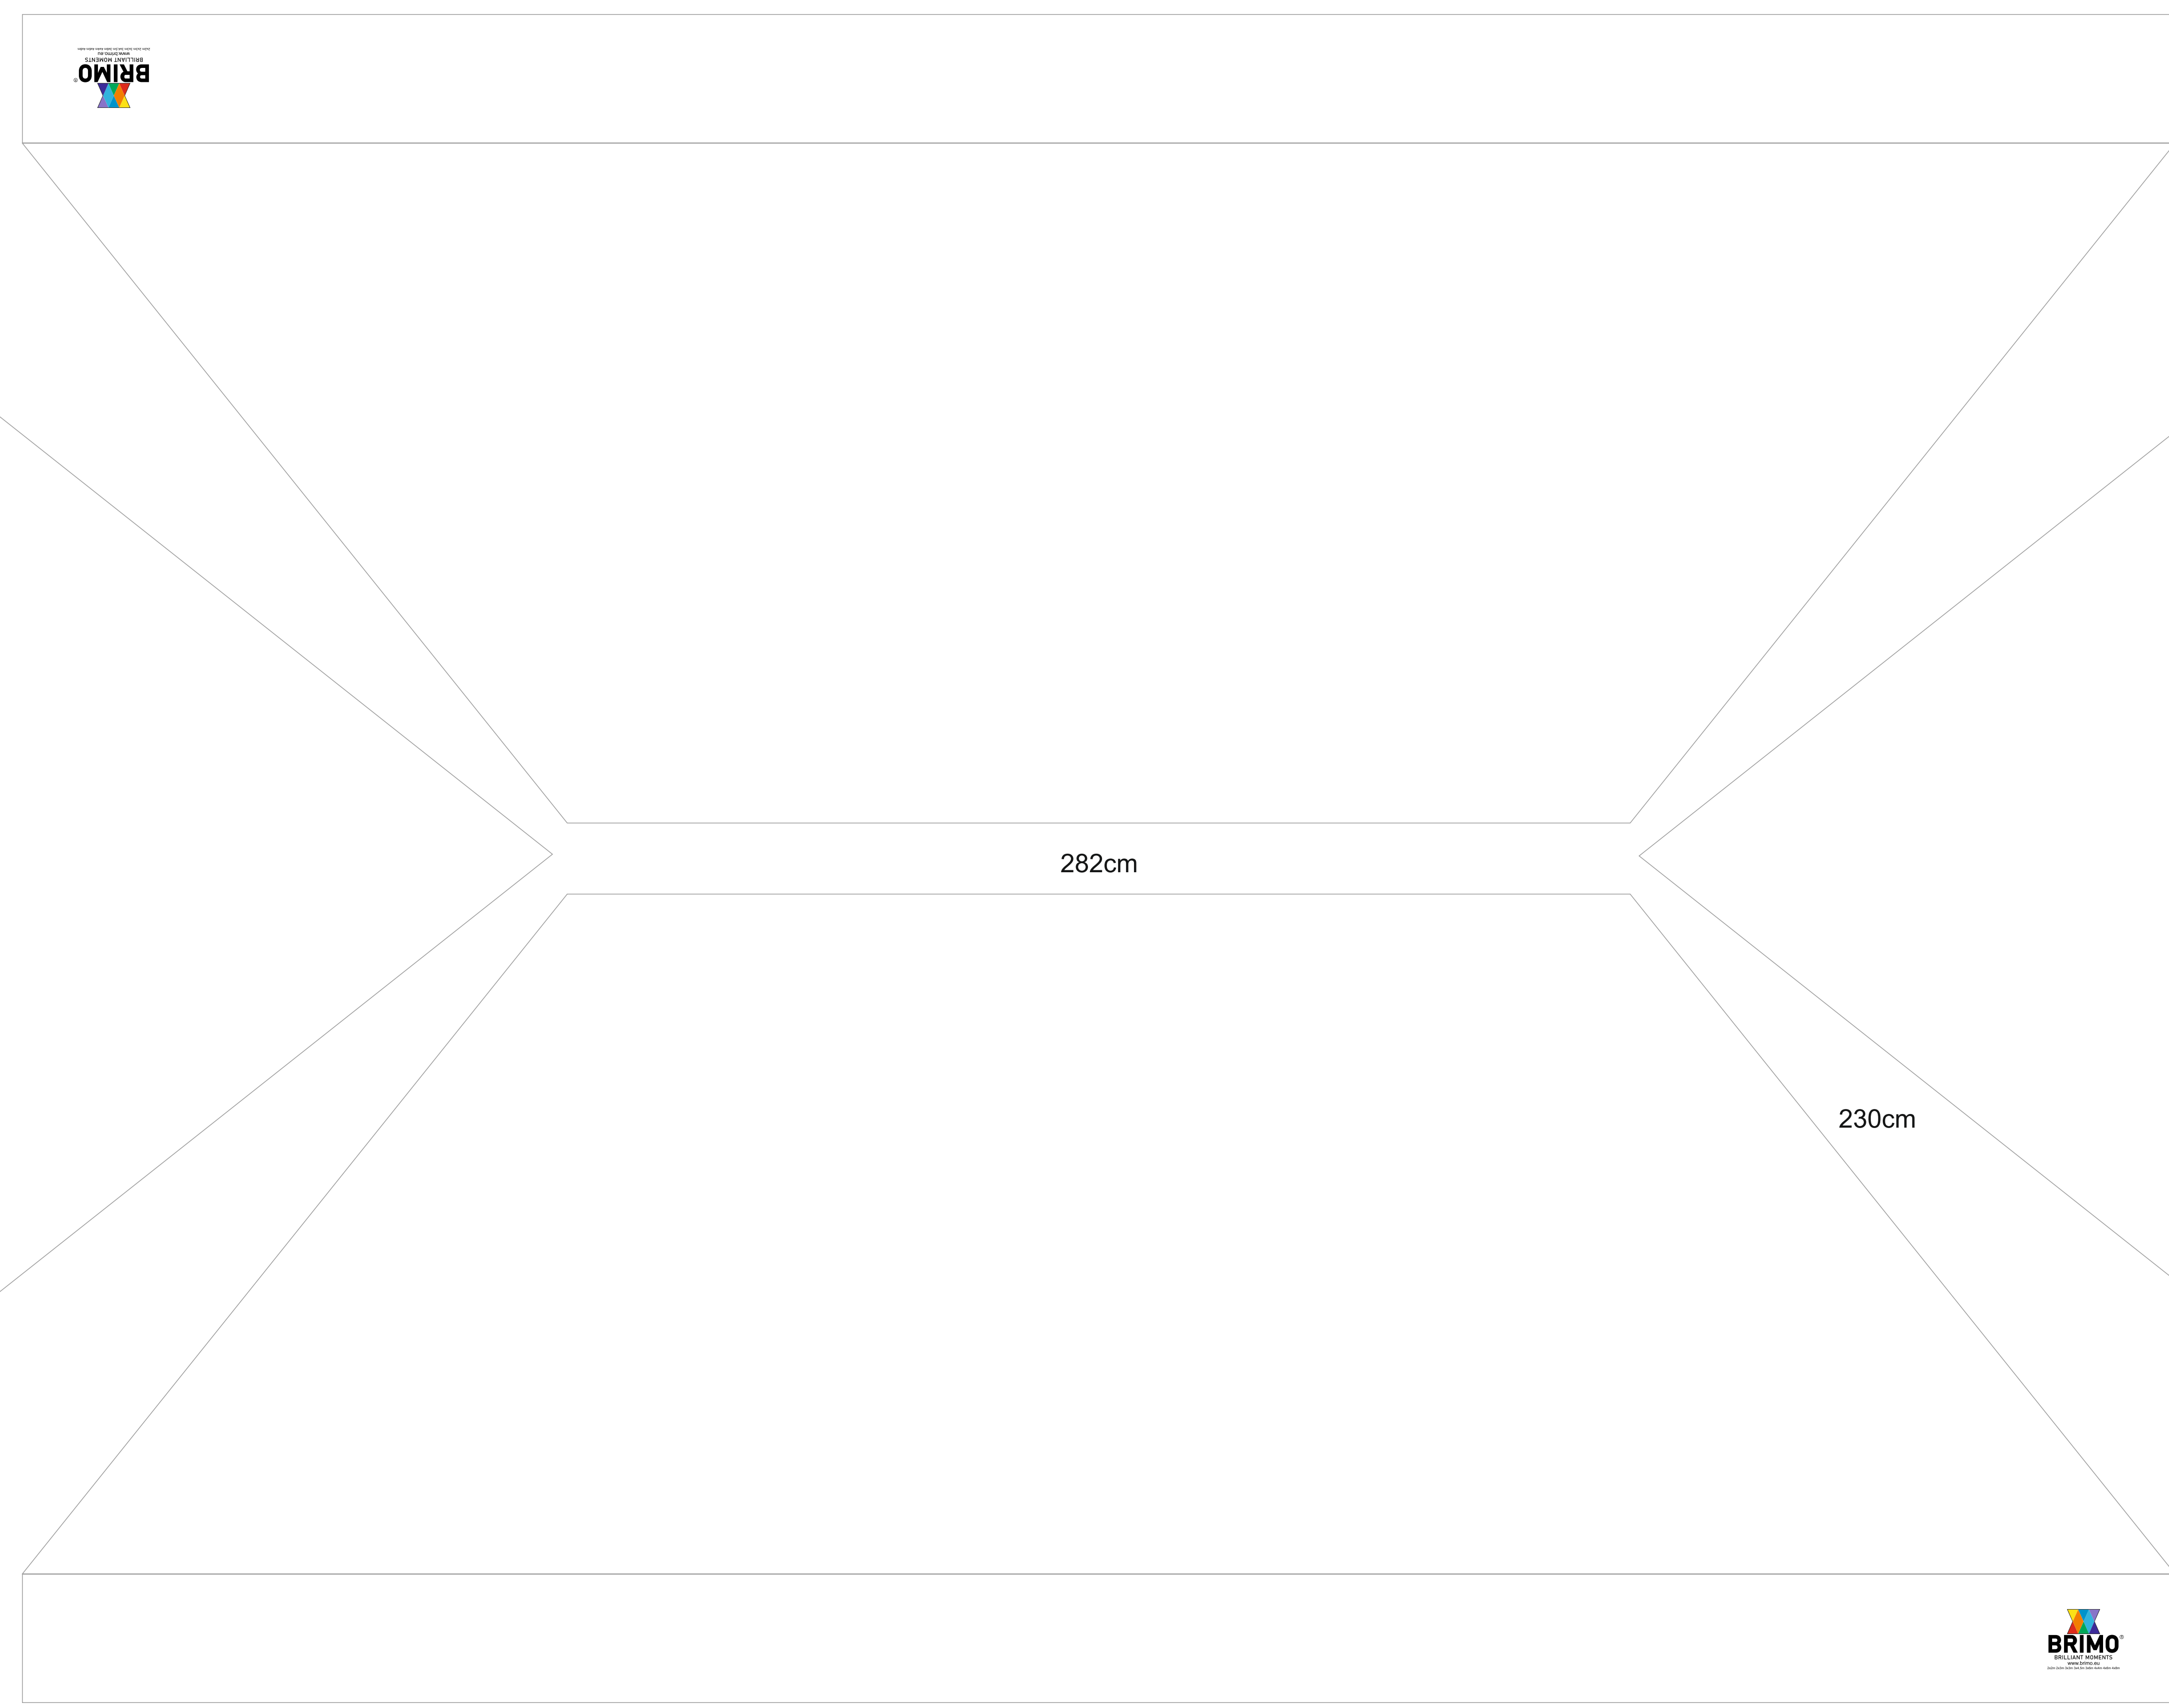 BRILLIANT MOMENTS
www.brimo.eu
BRIMO®
282cm
230cm
BRIMO®
BRILLIANT MOMENTS
www.brimo.eu